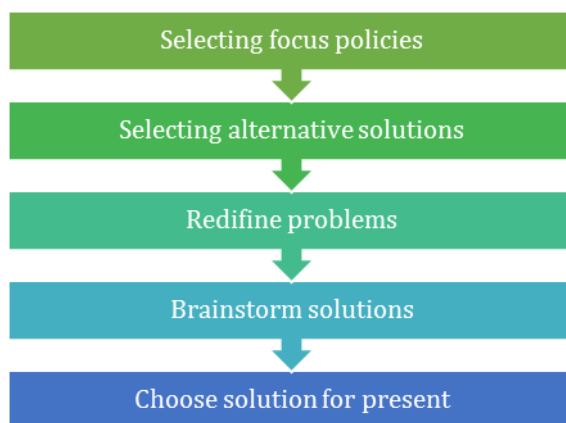 Selecting focus policies
Selecting alternative solutions
Redifine problems
Brainstorm solutions
Choose solution for present